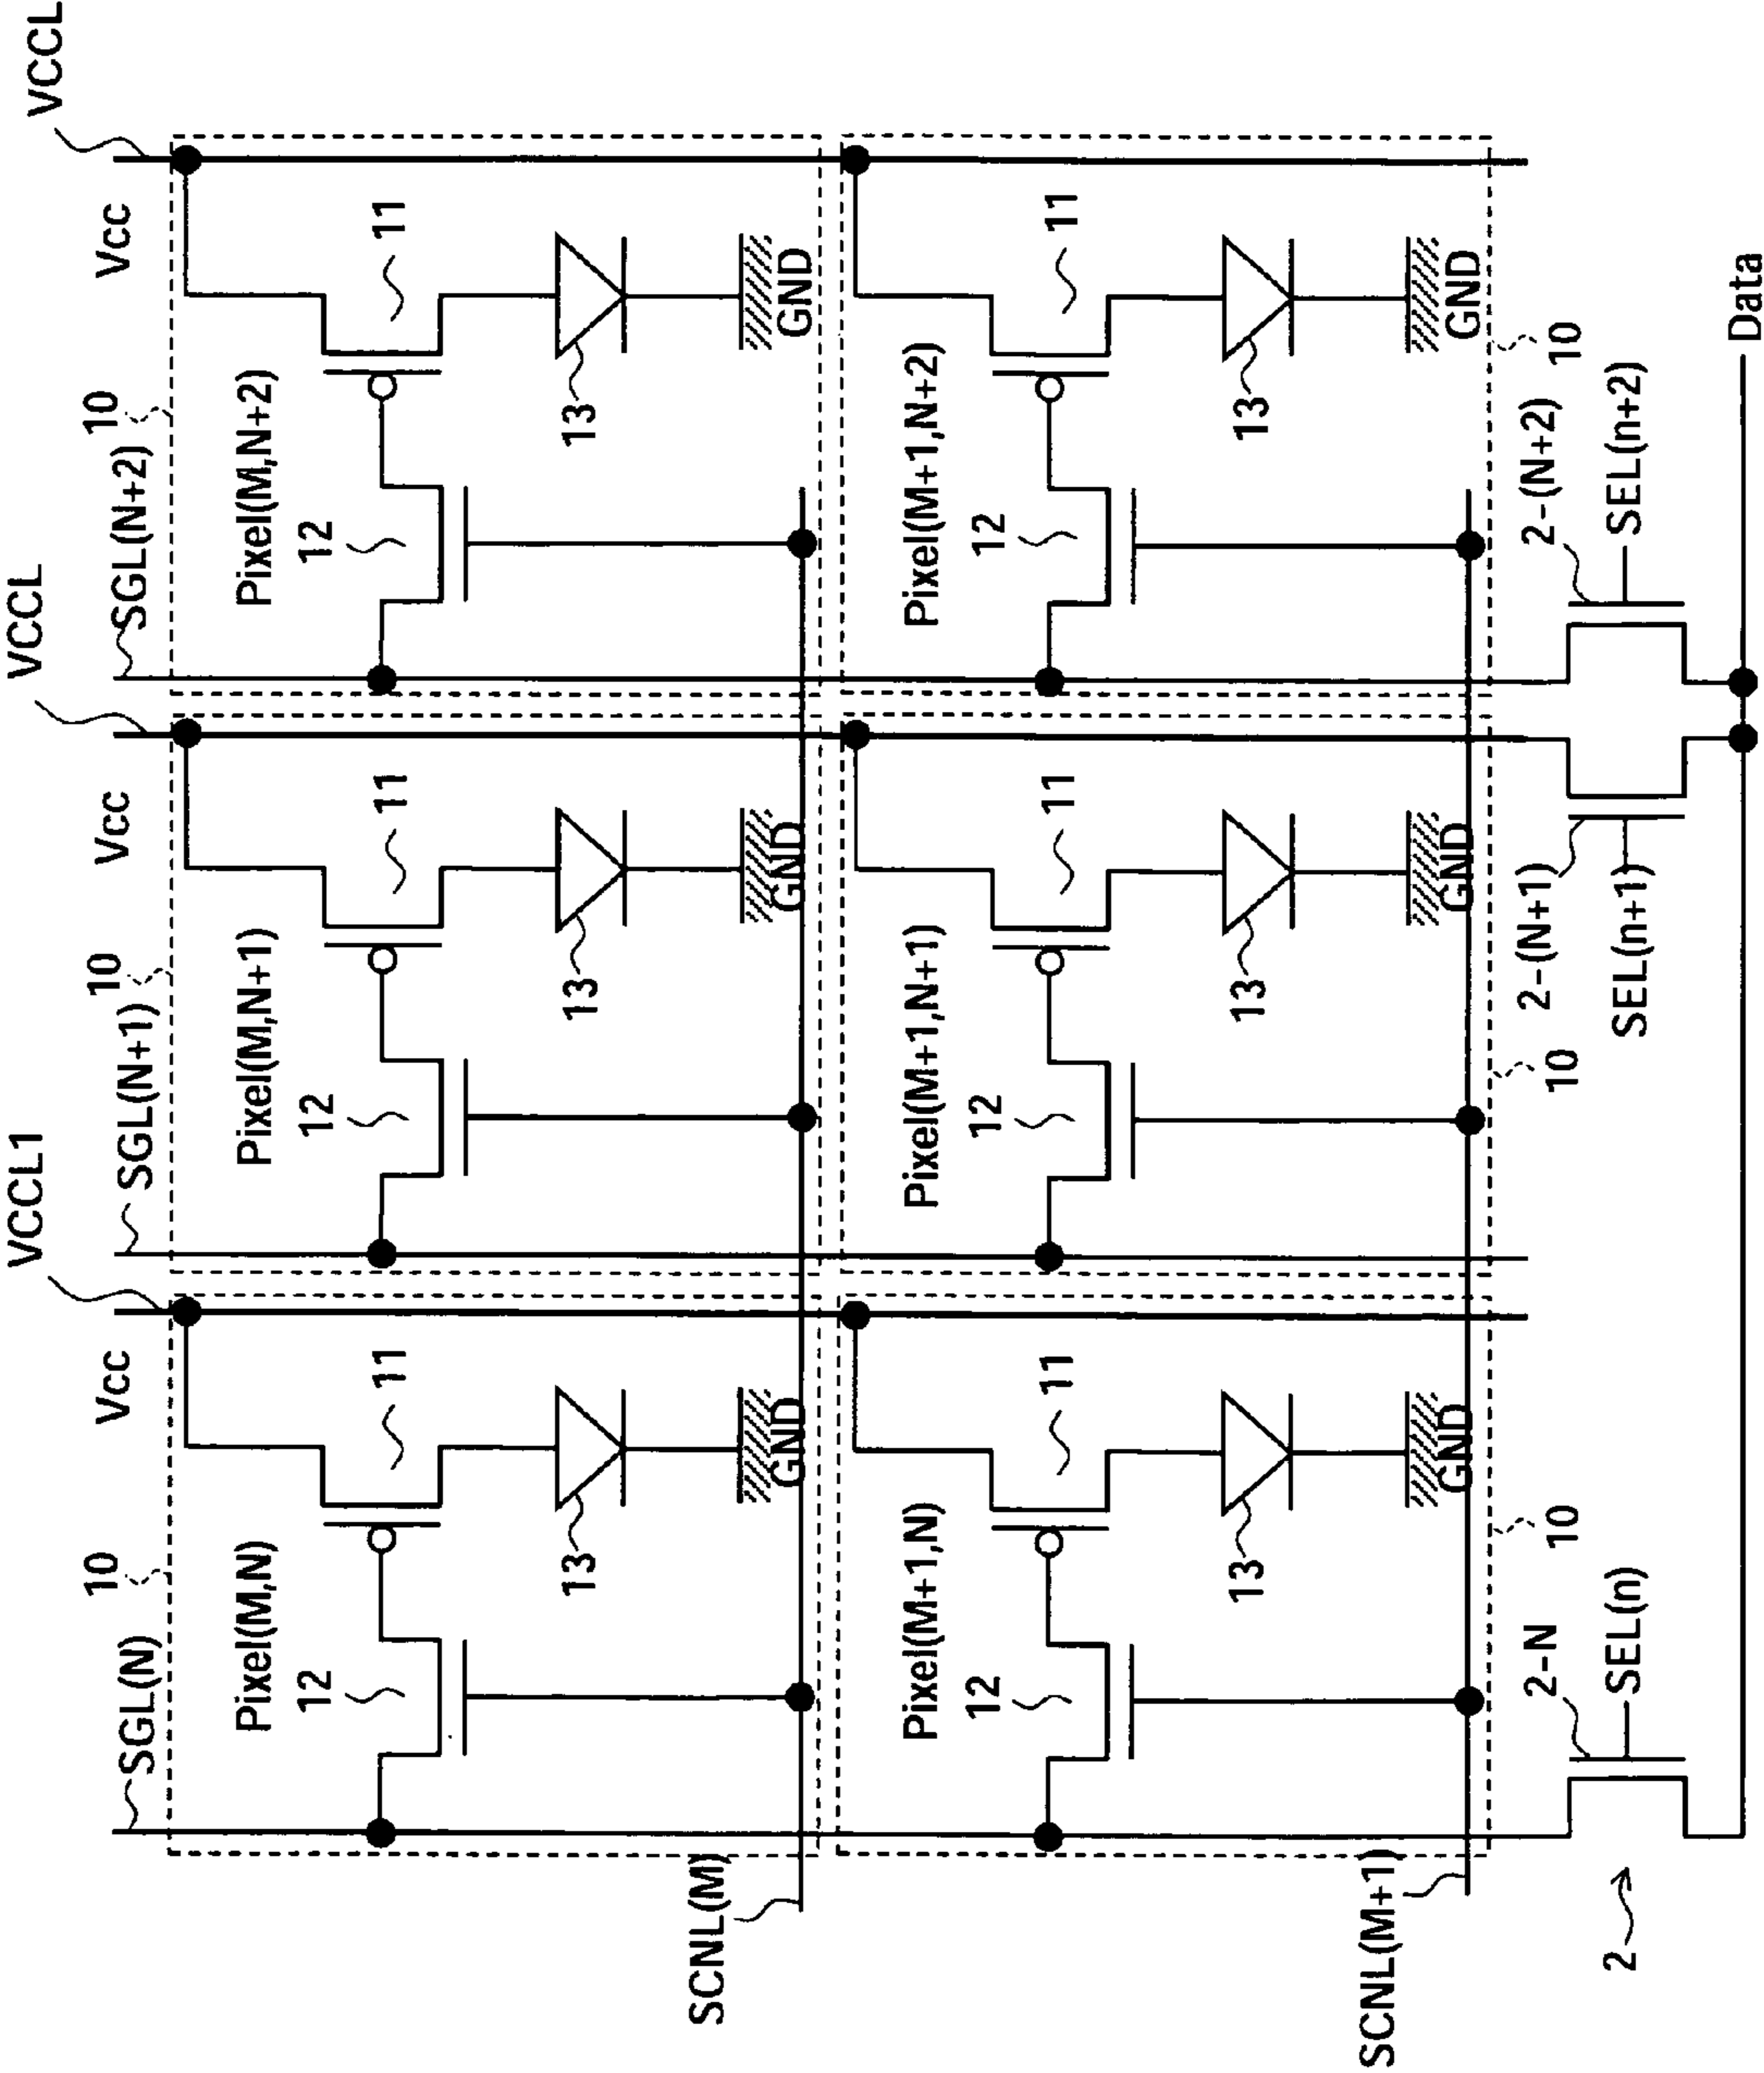 VCCL1
VCCL
VCCL
SGL(N)
10
Vcc
SGL(N+1)
10
Vcc
SGL(N+2)
10
Vcc
Pixel(M,N)
12
11
13
GND
Pixel(M,N+1)
12
11
13
GND
Pixel(M,N+2)
12
11
13
GND
SCNL(M)
Pixel(M+1,N)
12
11
13
GND
Pixel(M+1,N+1)
12
11
13
GND
Pixel(M+1,N+2)
12
11
13
GND
SCNL(M+1)
10
10
10
2
2-N
SEL(n)
2-(N+1)
SEL(n+1)
2-(N+2)
SEL(n+2)
Data